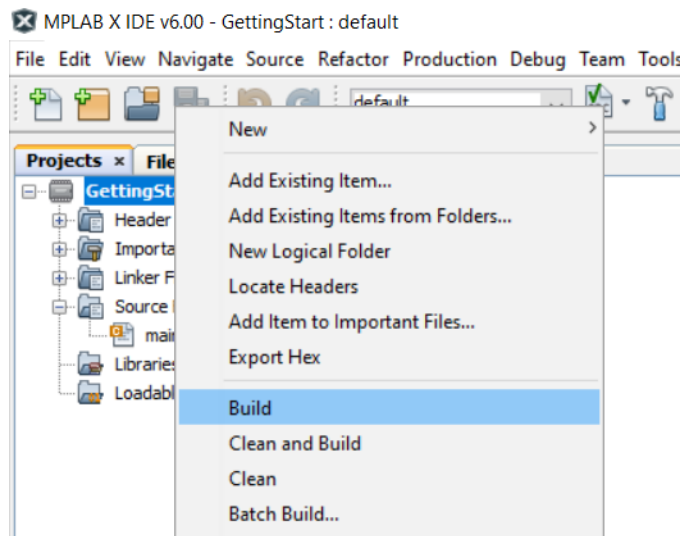 MPLAB X IDE v6.00 - GettingStart : default
File Edit View Navigate Source Refactor Production Debug Team Tools
default
New
Projects × File
Add Existing Item...
GettingSta
Add Existing Items from Folders...
Header
Importa
New Logical Folder
Linker F
Locate Headers
Source
Add Item to Important Files...
mai
Libraries
Export Hex
Loadabl
Build
Clean and Build
Clean
Batch Build...